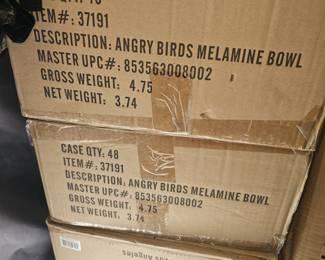 ITEM#: 37191
DESCRIPTION: ANGRY BIRDS MELAMINE BOWL
MASTER UPC#: 853563008002
GROSS WEIGHT: 4.75
NET WEIGHT: 3.74
CASE QTY: 48
ITEM#: 37191
DESCRIPTION: ANGRY BIRDS MELAMINE BOWL
MASTER UPC#: 853563008002
GROSS WEIGHT: 4.75
NET WEIGHT: 3.74
Angeles